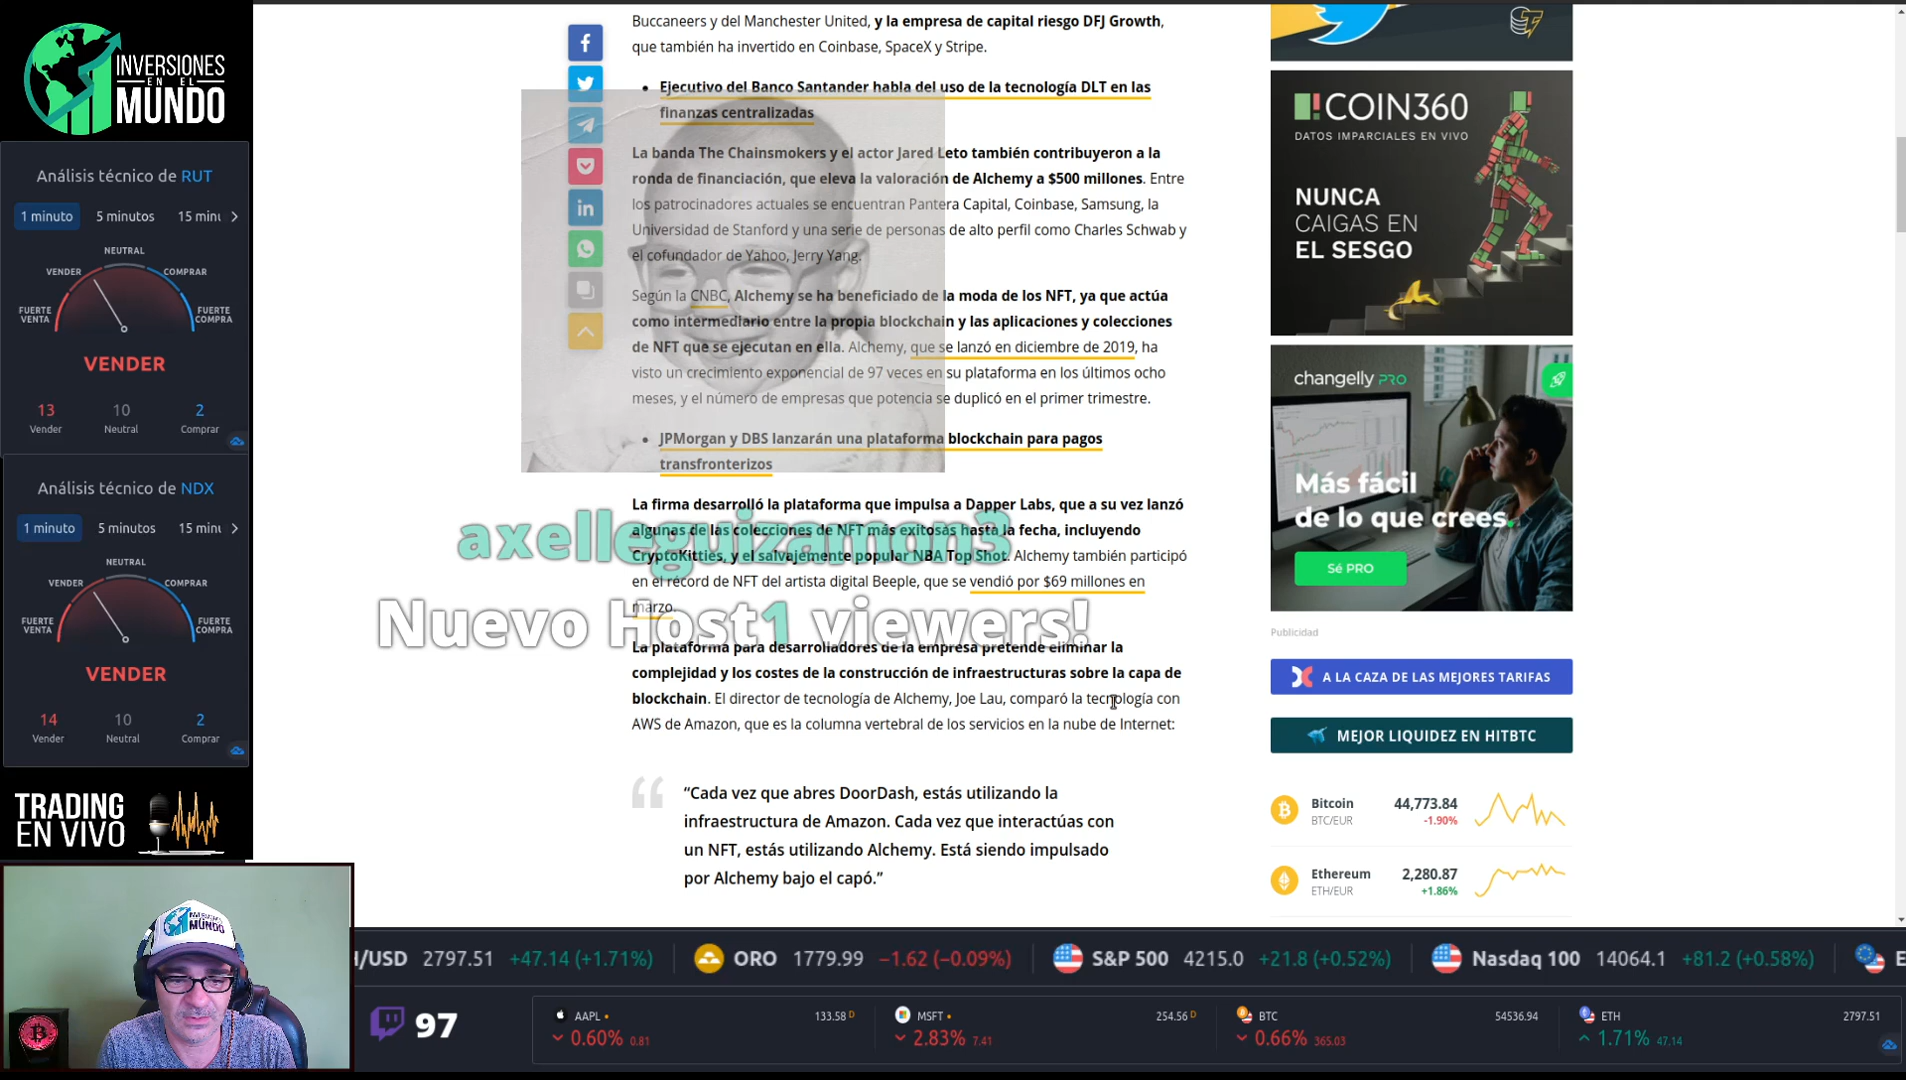 INVERSIONES
EN EL
MUNDO
Análisis técnico de RUT
1 minuto
5 minutos
15 minu
NEUTRAL
VENDER
COMPRAR
FUERTE
VENTA
FUERTE
COMPRA
VENDER
13
10
2
Vender
Neutral
Comprar
Análisis técnico de NDX
1 minuto
5 minutos
15 minu
NEUTRAL
VENDER
COMPRAR
FUERTE
VENTA
FUERTE
COMPRA
VENDER
14
10
2
Vender
Neutral
Comprar
TRADING
EN VIVO
Buccaneers y del Manchester United, y la empresa de capital riesgo DFJ Growth,
que también ha invertido en Coinbase, SpaceX y Stripe.
Ejecutivo del Banco Santander habla del uso de la tecnología DLT en las
finanzas centralizadas
La banda The Chainsmokers y el actor Jared Leto también contribuyeron a la
ronda de financiación, que eleva la valoración de Alchemy a $500 millones. Entre
los patrocinadores actuales se encuentran Pantera Capital, Coinbase, Samsung, la
Universidad de Stanford y una serie de personas de alto perfil como Charles Schwab y
el cofundador de Yahoo, Jerry Yang.
Según la CNBC, Alchemy se ha beneficiado de la moda de los NFT, ya que actúa
como intermediario entre la propia blockchain y las aplicaciones y colecciones
de NFT que se ejecutan en ella. Alchemy, que se lanzó en diciembre de 2019, ha
visto un crecimiento exponencial de 97 veces en su plataforma en los últimos ocho
meses, y el número de empresas que potencia se duplicó en el primer trimestre.
JPMorgan y DBS lanzarán una plataforma blockchain para pagos
transfronterizos
La firma desarrolló la plataforma que impulsa a Dapper Labs, que a su vez lanzó
algunas de las colecciones de NFT más exitosas hasta la fecha, incluyendo
CryptoKitties, y el salvajemente popular NBA Top Shot. Alchemy también participó
en el récord de NFT del artista digital Beeple, que se vendió por $69 millones en
marzo.
axelleguizamon3
Nuevo Host1 viewers!
La plataforma para desarrolladores de la empresa pretende eliminar la
complejidad y los costes de la construcción de infraestructuras sobre la capa de
blockchain. El director de tecnología de Alchemy, Joe Lau, comparó la tecnología con
AWS de Amazon, que es la columna vertebral de los servicios en la nube de Internet:
“Cada vez que abres DoorDash, estás utilizando la
infraestructura de Amazon. Cada vez que interactúas con
un NFT, estás utilizando Alchemy. Está siendo impulsado
por Alchemy bajo el capó.”
COIN360
DATOS IMPARCIALES EN VIVO
NUNCA
CAIGAS EN
EL SESGO
changelly PRO
Más fácil
de lo que crees.
Sé PRO
Publicidad
A LA CAZA DE LAS MEJORES TARIFAS
MEJOR LIQUIDEZ EN HITBTC
Bitcoin 44,773.84
BTC/EUR -1.90%
Ethereum 2,280.87
ETH/EUR +1.86%
H/USD 2797.51 +47.14 (+1.71%) ORO 1779.99 −1.62 (−0.09%) S&P 500 4215.0 +21.8 (+0.52%) Nasdaq 100 14064.1 +81.2 (+0.58%) E
97
AAPL 133.58 D
0.60% 0.81
MSFT 254.56 D
2.83% 7.41
BTC 54536.94
0.66% 365.03
ETH 2797.51
1.71% 47.14